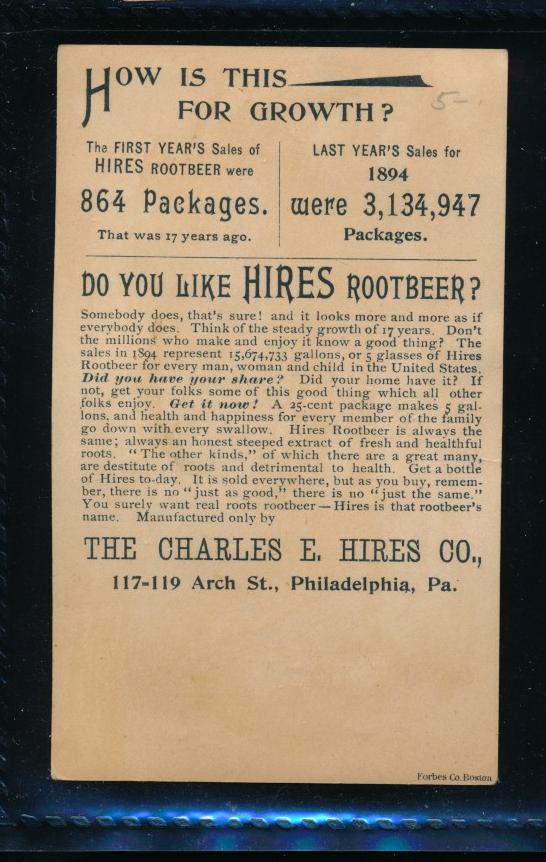 HOW IS THIS
FOR GROWTH?
5-.
The FIRST YEAR'S Sales of
HIRES ROOTBEER were
864 Packages.
That was 17 years ago.
LAST YEAR'S Sales for
1894
were 3,134,947
Packages.
DO YOU LIKE HIRES ROOTBEER?
Somebody does, that's sure! and it looks more and more as if
everybody does. Think of the steady growth of 17 years. Don't
the millions who make and enjoy it know a good thing? The
sales in 1894 represent 15,674,733 gallons, or 5 glasses of Hires
Rootbeer for every man, woman and child in the United States.
Did you have your share? Did your home have it? If
not, get your folks some of this good thing which all other
folks enjoy. Get it now! A 25-cent package makes 5 gal-
lons, and health and happiness for every member of the family
go down with every swallow. Hires Rootbeer is always the
same; always an honest steeped extract of fresh and healthful
roots. "The other kinds," of which there are a great many,
are destitute of roots and detrimental to health. Get a bottle
of Hires to-day. It is sold everywhere, but as you buy, remem-
ber, there is no "just as good," there is no "just the same."
You surely want real roots rootbeer—Hires is that rootbeer's
name. Manufactured only by
THE CHARLES E. HIRES CO.,
117-119 Arch St., Philadelphia, Pa.
Forbes Co. Boston